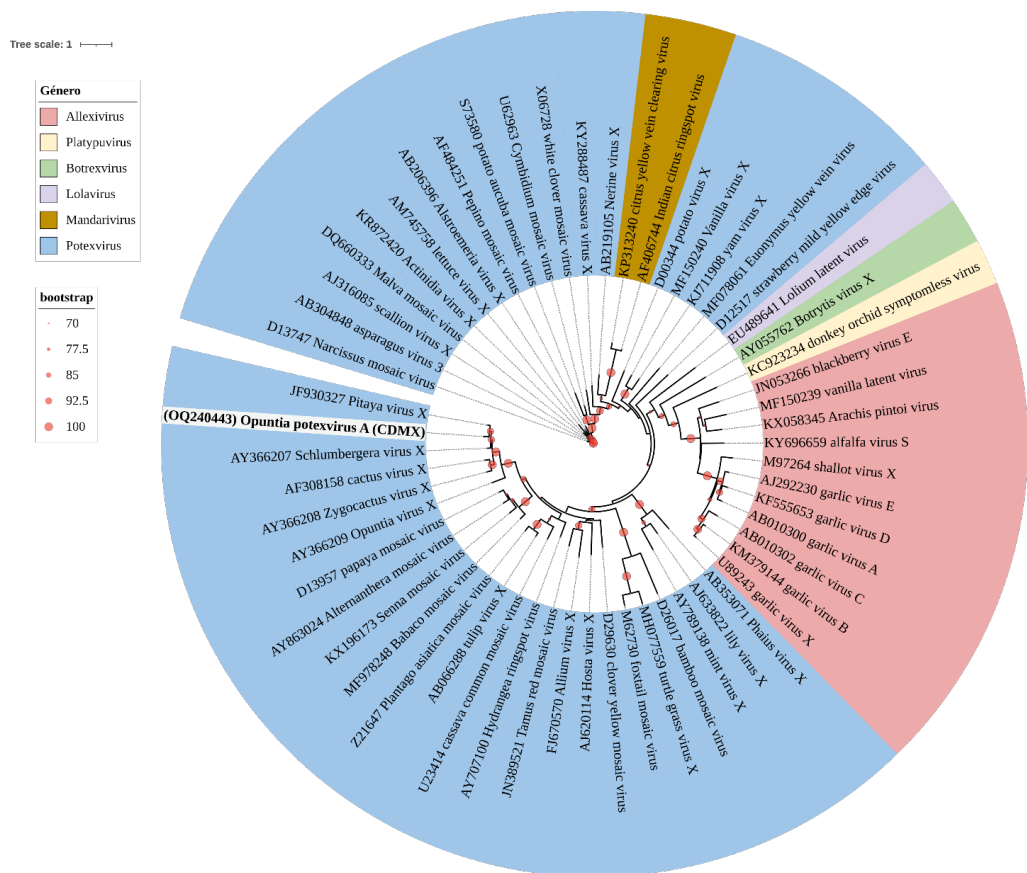 Tree scale: 1
Género
Allexivirus
Platypuvirus
Botrexvirus
Lolavirus
Mandarivirus
Potexvirus
bootstrap
70
77.5
85
92.5
100
D13747 Narcissus mosaic virus
AB304848 asparagus virus 3
AJ316085 scallion virus X
DQ660333 Malva mosaic virus
KR872420 Actinidia virus X
AM745758 lettuce virus X
AB206396 Alstroemeria virus X
AF484251 Pepino mosaic virus
S73580 potato aucuba mosaic virus
U62963 Cymbidium mosaic virus
X06728 white clover mosaic virus
KY288487 cassava virus X
AB219105 Nerine virus X
KP313240 citrus yellow vein clearing virus
AF406744 Indian citrus ringspot virus
D00344 potato virus X
MF150240 Vanilla virus X
KJ711908 yam virus X
MF078061 Euonymus yellow vein virus
D12517 strawberry mild yellow edge virus
EU489641 Lolium latent virus
AY055762 Botrytis virus X
KC923234 donkey orchid symptomless virus
JN053266 blackberry virus E
MF150239 vanilla latent virus
KX058345 Arachis pintoi virus
KY696659 alfalfa virus S
M97264 shallot virus X
AJ292230 garlic virus E
KF555653 garlic virus D
AB010300 garlic virus A
AB010302 garlic virus C
KM379144 garlic virus B
U89243 garlic virus X
AB353071 Phaius virus X
AJ633822 lily virus X
AY789138 mint virus X
D26017 bamboo mosaic virus
MH077559 turtle grass virus X
M62730 foxtail mosaic virus
D29630 clover yellow mosaic virus
AJ620114 Hosta virus X
FJ670570 Allium virus X
JN389521 Tamus red mosaic virus
AY707100 Hydrangea ringspot virus
U23414 cassava common mosaic virus
AB066288 tulip virus X
Z21647 Plantago asiatica mosaic virus
MF978248 Babaco mosaic virus
KX196173 Senna mosaic virus
AY863024 Alternanthera mosaic virus
D13957 papaya mosaic virus
AY366209 Opuntia virus X
AY366208 Zygocactus virus X
AF308158 cactus virus X
AY366207 Schlumbergera virus X
(OQ240443) Opuntia potexvirus A (CDMX)
JF930327 Pitaya virus X